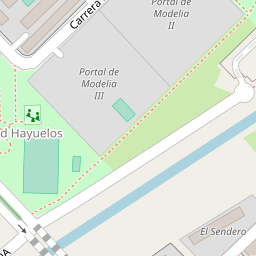 Carrera
Portal de
Modelia
II
Portal de
Modelia
III
d Hayuelos
El Sendero